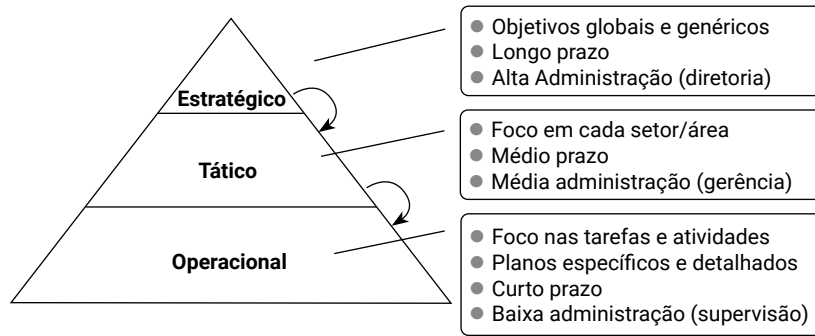 Estratégico
Objetivos globais e genéricos
Longo prazo
Alta Administração (diretoria)
Tático
Foco em cada setor/área
Médio prazo
Média administração (gerência)
Operacional
Foco nas tarefas e atividades
Planos específicos e detalhados
Curto prazo
Baixa administração (supervisão)